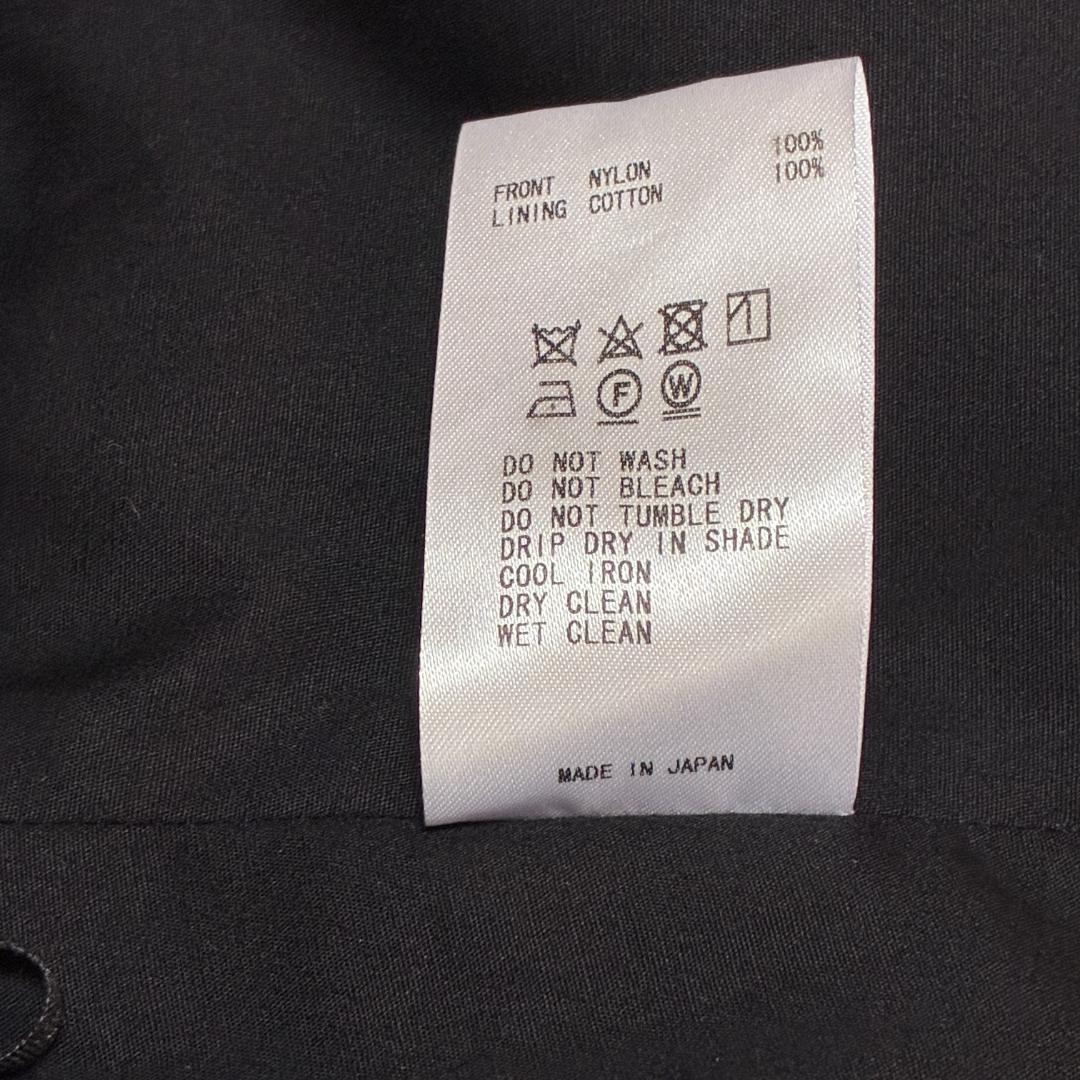 FRONT NYLON 100%
LINING COTTON 100%
F W
DO NOT WASH
DO NOT BLEACH
DO NOT TUMBLE DRY
DRIP DRY IN SHADE
COOL IRON
DRY CLEAN
WET CLEAN
MADE IN JAPAN